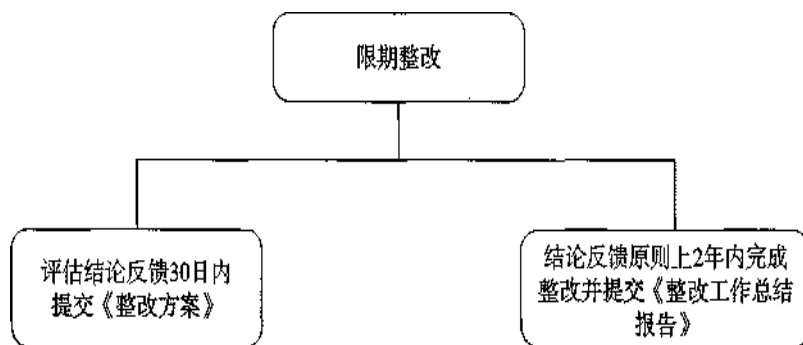 限期整改
评估结论反馈30日内
提交《整改方案》
结论反馈原则上2年内完成
整改并提交《整改工作总结
报告》